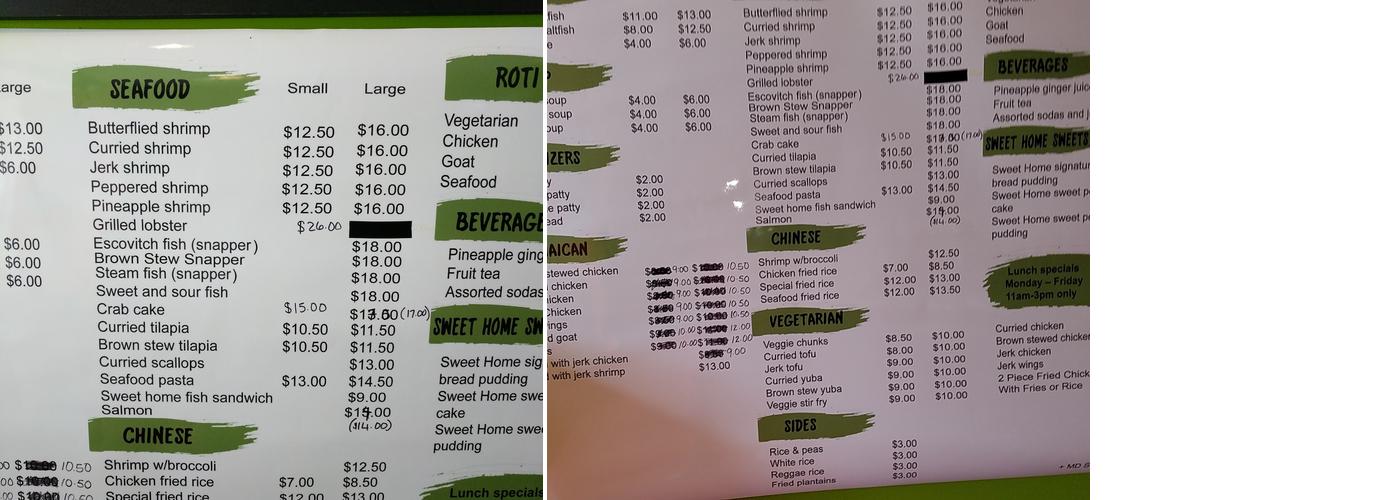 arge
$13.00
$12.50
$6.00
$6.00
$6.00
$6.00
SEAFOOD Small Large
Butterflied shrimp $12.50 $16.00
Curried shrimp $12.50 $16.00
Jerk shrimp $12.50 $16.00
Peppered shrimp $12.50 $16.00
Pineapple shrimp $12.50 $16.00
Grilled lobster $26.00
Escovitch fish (snapper) $18.00
Brown Stew Snapper $18.00
Steam fish (snapper) $18.00
Sweet and sour fish $18.00
Crab cake $15.00 (17.00)
Curried tilapia $10.50 $11.50
Brown stew tilapia $10.50 $11.50
Curried scallops $13.00
Seafood pasta $13.00 $14.50
Sweet home fish sandwich $9.00
Salmon
($14.00)
CHINESE
10.50 Shrimp w/broccoli $12.50
10.50 Chicken fried rice $7.00 $8.50
10.50 Special fried rice $12.00 $13.00
ROTI
Vegetarian
Chicken
Goat
Seafood
BEVERAGE
Pineapple ging
Fruit tea
Assorted sodas
SWEET HOME SW
Sweet Home sig
bread pudding
Sweet Home swe
cake
Sweet Home swe
pudding
Lunch specials
fish $11.00 $13.00
altfish $8.00 $12.50
e $4.00 $6.00
P
oup $4.00 $6.00
soup $4.00 $6.00
oup $4.00 $6.00
IZERS
y $2.00
patty $2.00
e patty $2.00
ead $2.00
AICAN
stewed chicken 9.00 10.50
chicken 9.00 10.50
hicken 9.00 10.50
Chicken 9.00 10.50
ings 9.00 10.50
d goat 10.00 12.00
s 10.00 12.00
with jerk chicken 9.00
with jerk shrimp $13.00
Butterflied shrimp $12.50 $16.00
Curried shrimp $12.50 $16.00
Jerk shrimp $12.50 $16.00
Peppered shrimp $12.50 $16.00
Pineapple shrimp $12.50 $16.00
Grilled lobster $26.00
Escovitch fish (snapper) $18.00
Brown Stew Snapper $18.00
Steam fish (snapper) $18.00
Sweet and sour fish $18.00
Crab cake $15.00 (17.00)
Curried tilapia $10.50 $11.50
Brown stew tilapia $10.50 $11.50
Curried scallops $13.00
Seafood pasta $13.00 $14.50
Sweet home fish sandwich $9.00
Salmon
($14.00)
CHINESE
Shrimp w/broccoli $12.50
Chicken fried rice $7.00 $8.50
Special fried rice $12.00 $13.00
Seafood fried rice $12.00 $13.50
VEGETARIAN
Veggie chunks $8.50 $10.00
Curried tofu $8.00 $10.00
Jerk tofu $9.00 $10.00
Curried yuba $9.00 $10.00
Brown stew yuba $9.00 $10.00
Veggie stir fry $9.00 $10.00
SIDES
Rice & peas $3.00
White rice $3.00
Reggae rice $3.00
Fried plantains $3.00
Vegetarian
Chicken
Goat
Seafood
BEVERAGES
Pineapple ginger juic
Fruit tea
Assorted sodas and j
SWEET HOME SWEETS
Sweet Home signatur
bread pudding
Sweet Home sweet p
cake
Sweet Home sweet po
pudding
Lunch specials
Monday – Friday
11am-3pm only
Curried chicken
Brown stewed chicken
Jerk chicken
Jerk wings
2 Piece Fried Chick
With Fries or Rice
+ MD S